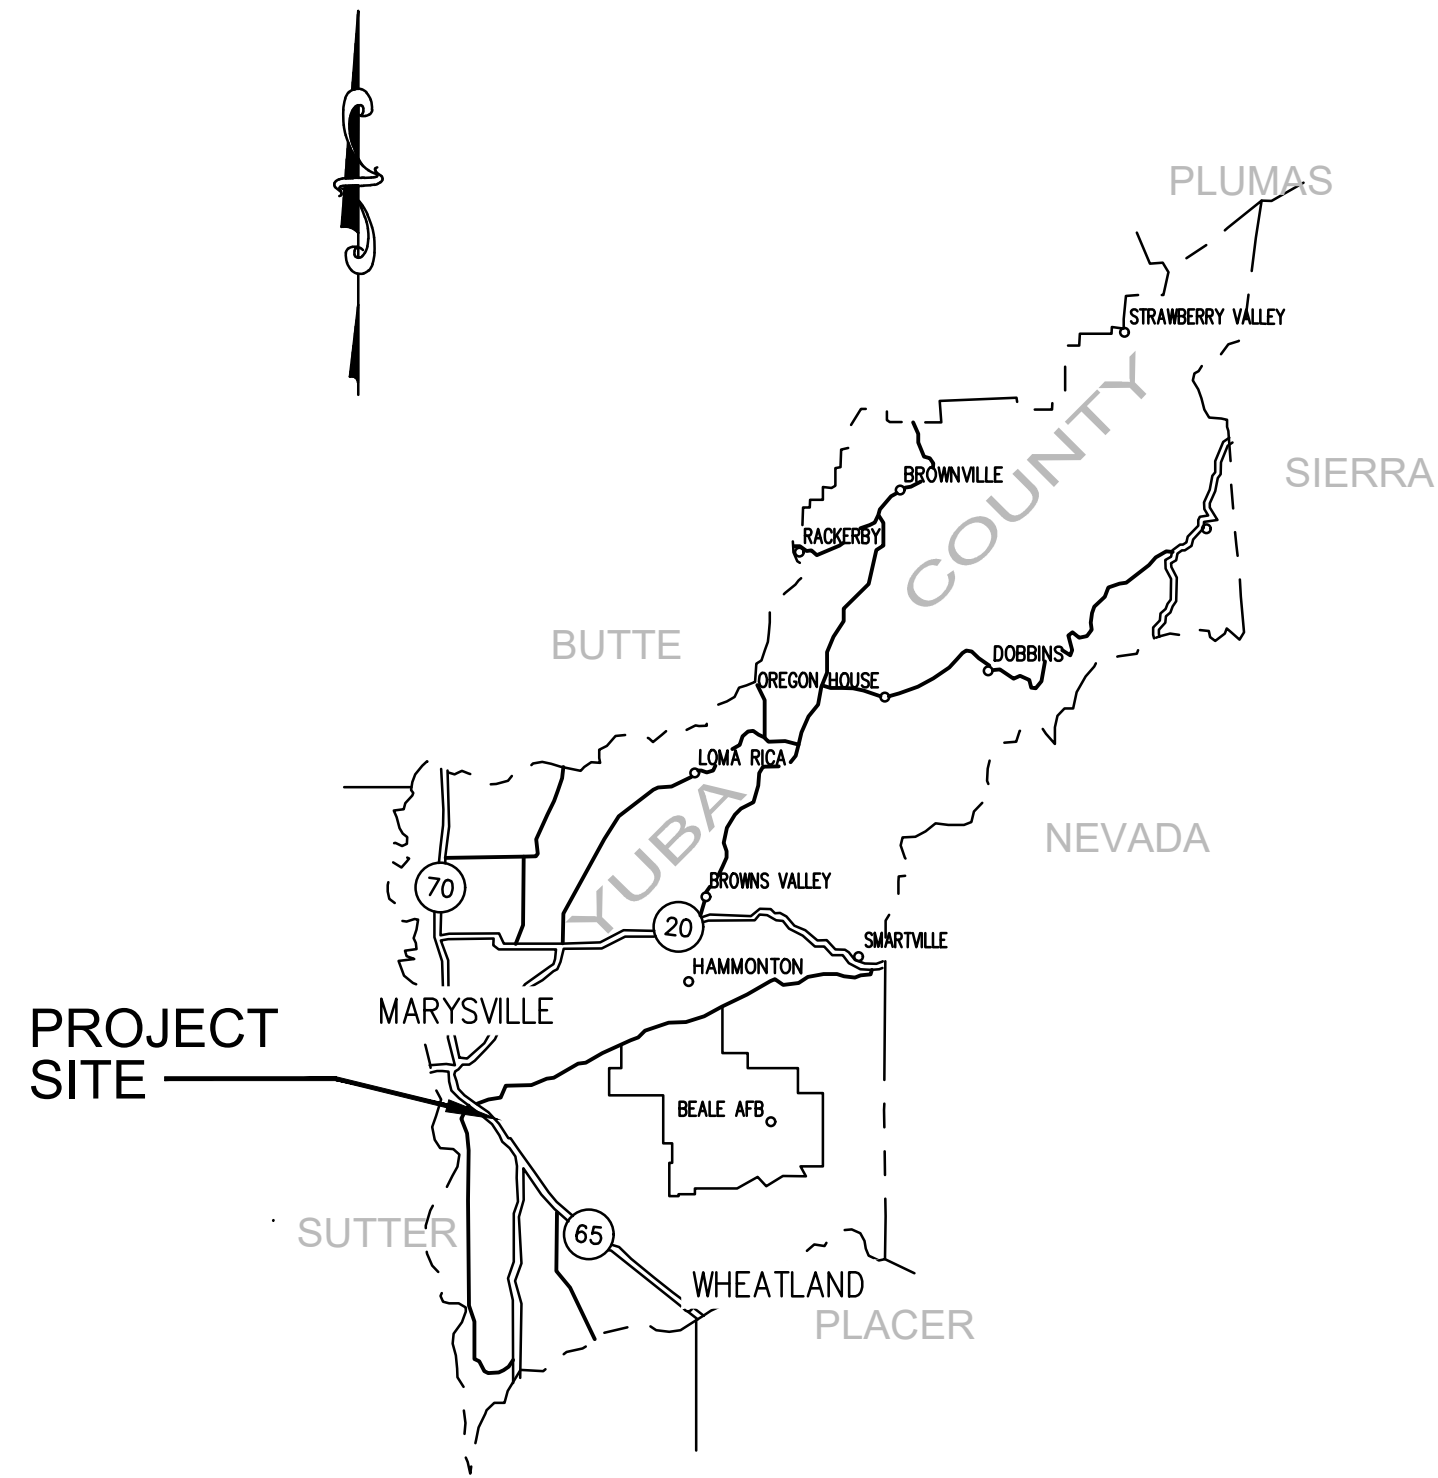 PLUMAS
STRAWBERRY VALLEY
COUNTY
SIERRA
BROWNVILLE
RACKERBY
BUTTE
DOBBINS
OREGON HOUSE
LOMA RICA
YUBA
NEVADA
70
BROWNS VALLEY
20
SMARTVILLE
HAMMONTON
MARYSVILLE
PROJECT
SITE
BEALE AFB
SUTTER
65
WHEATLAND
PLACER